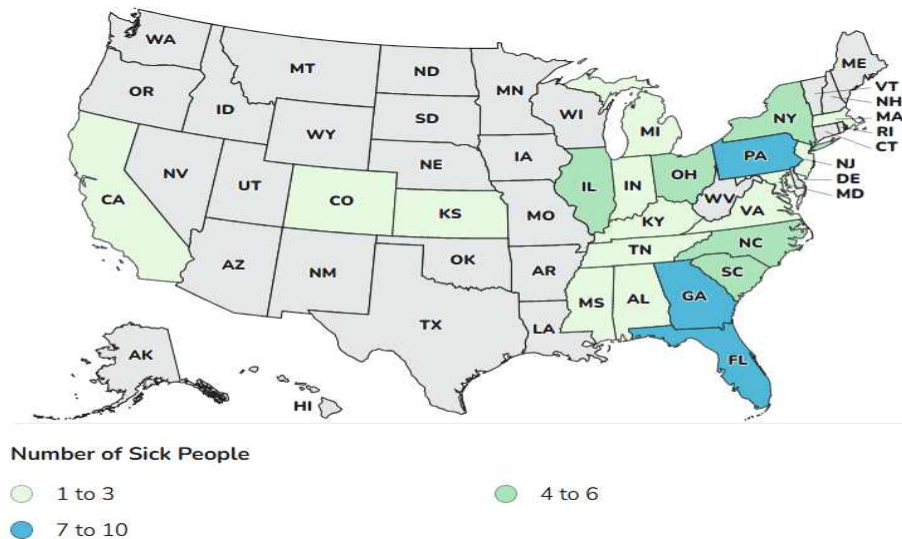 WA
MT
ND
MN
ME
VT
NH
MA
RI
CT
OR
ID
SD
WI
MI
NY
WY
PA
NJ
DE
MD
NE
IA
NV
UT
IL
IN
OH
WV
VA
CA
CO
KS
MO
KY
TN
NC
AZ
NM
OK
AR
SC
MS
AL
GA
TX
LA
FL
AK
HI
Number of Sick People
1 to 3
4 to 6
7 to 10